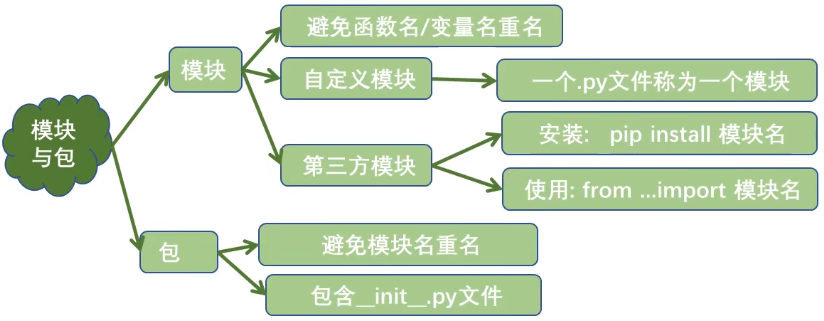 模块
与包
模块
避免函数名/变量名重名
自定义模块
一个.py文件称为一个模块
第三方模块
安装: pip install 模块名
使用: from ...import 模块名
包
避免模块名重名
包含__init__.py文件